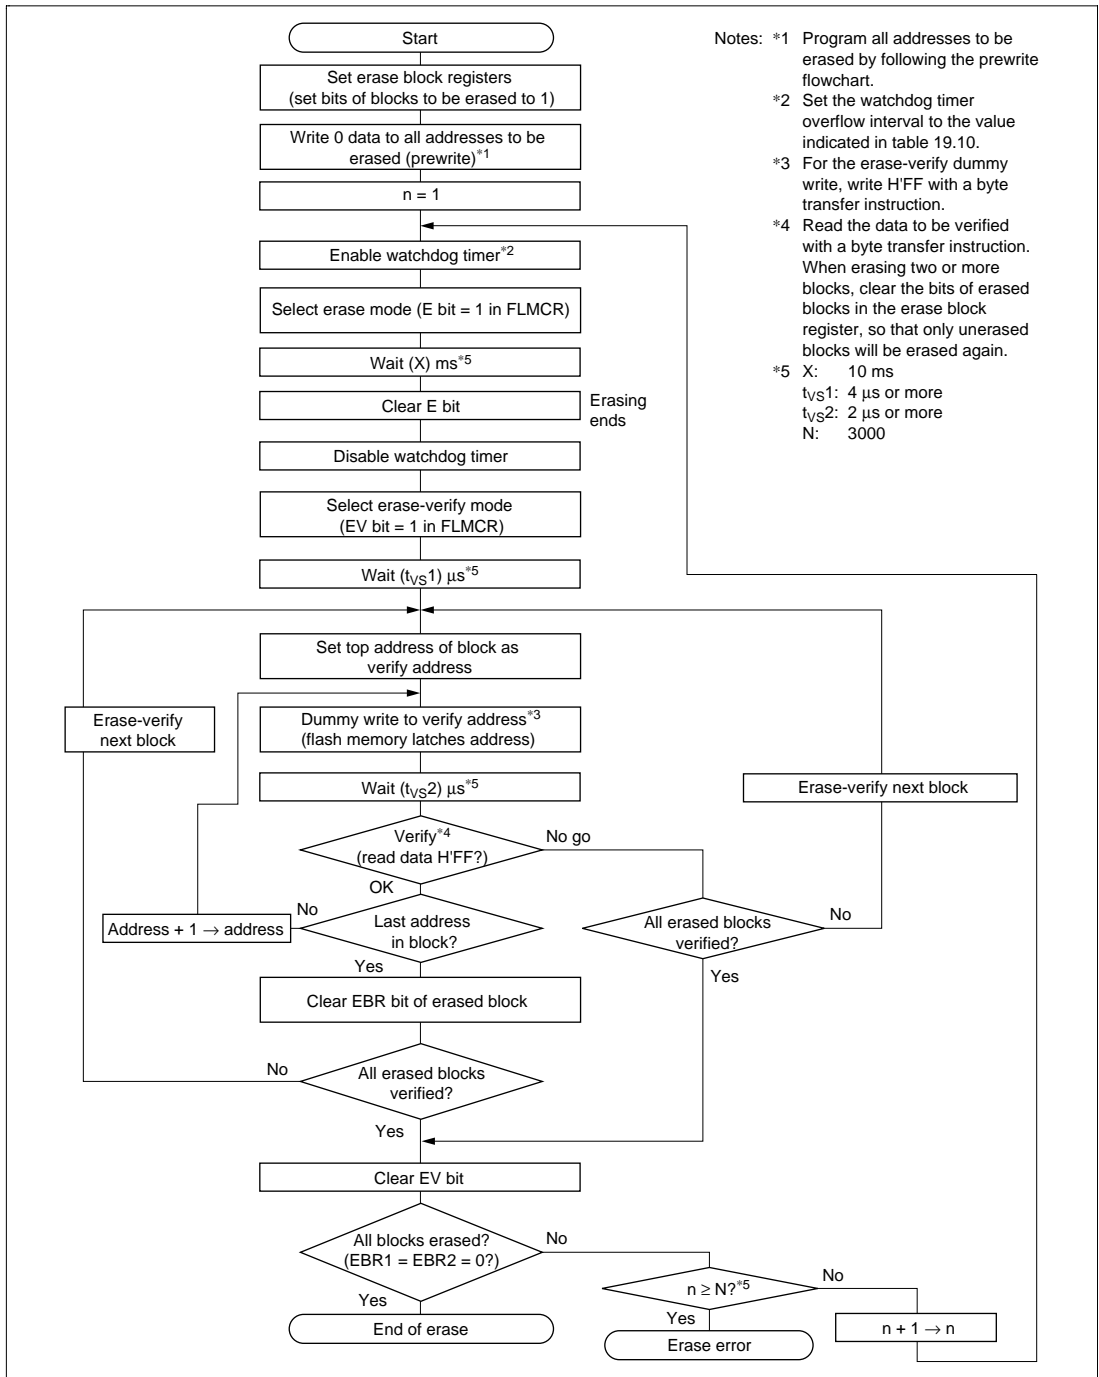 Start
Set erase block registers
(set bits of blocks to be erased to 1)
Write 0 data to all addresses to be
erased (prewrite)*1
n = 1
Enable watchdog timer*2
Select erase mode (E bit = 1 in FLMCR)
Wait (X) ms*5
Clear E bit
Erasing
ends
Disable watchdog timer
Select erase-verify mode
(EV bit = 1 in FLMCR)
Wait (tVS1) μs*5
Set top address of block as
verify address
Erase-verify
next block
Dummy write to verify address*3
(flash memory latches address)
Wait (tVS2) μs*5
Erase-verify next block
Verify*4
(read data H'FF?)
No go
OK
No
Address + 1 → address
Last address
in block?
All erased blocks
verified?
No
Yes
Yes
Clear EBR bit of erased block
No
All erased blocks
verified?
Yes
Clear EV bit
All blocks erased?
(EBR1 = EBR2 = 0?)
No
n ≥ N?*5
No
Yes
Yes
End of erase
Erase error
n + 1 → n
Notes: *1 Program all addresses to be
erased by following the prewrite
flowchart.
*2 Set the watchdog timer
overflow interval to the value
indicated in table 19.10.
*3 For the erase-verify dummy
write, write H'FF with a byte
transfer instruction.
*4 Read the data to be verified
with a byte transfer instruction.
When erasing two or more
blocks, clear the bits of erased
blocks in the erase block
register, so that only unerased
blocks will be erased again.
*5 X: 10 ms
tVS1: 4 μs or more
tVS2: 2 μs or more
N: 3000